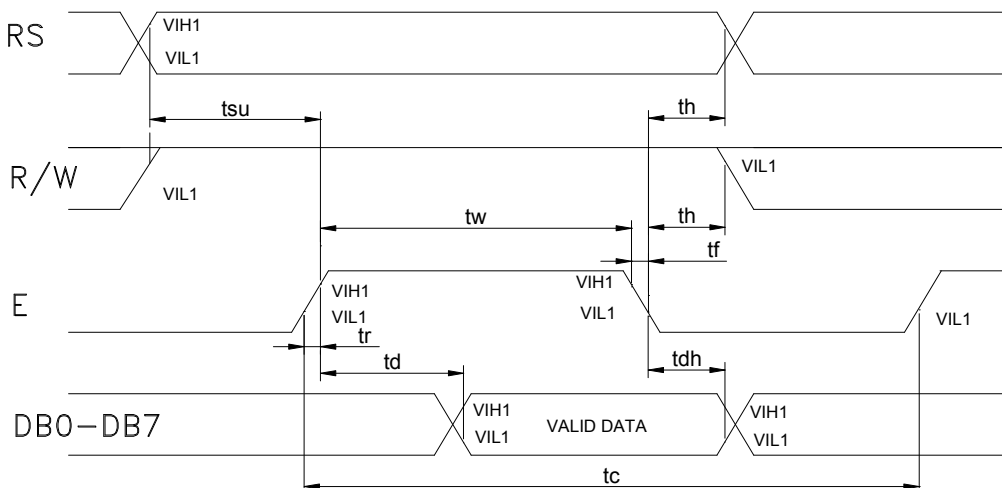 RS
VIH1
VIL1
tsu
th
R/W
VIL1
VIL1
tw
th
tf
E
VIH1
VIL1
VIH1
VIL1
VIL1
tr
td
tdh
DB0-DB7
VIH1
VIL1
VALID DATA
VIH1
VIL1
tc